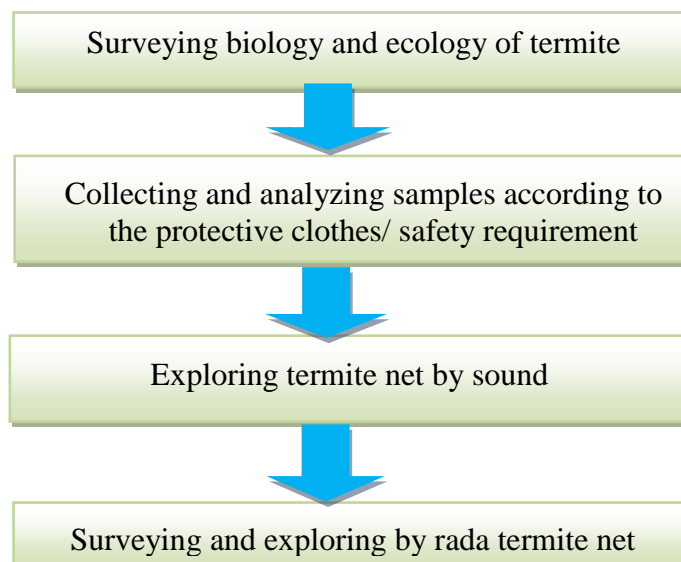 Surveying biology and ecology of termite
Collecting and analyzing samples according to
the protective clothes/ safety requirement
Exploring termite net by sound
Surveying and exploring by rada termite net